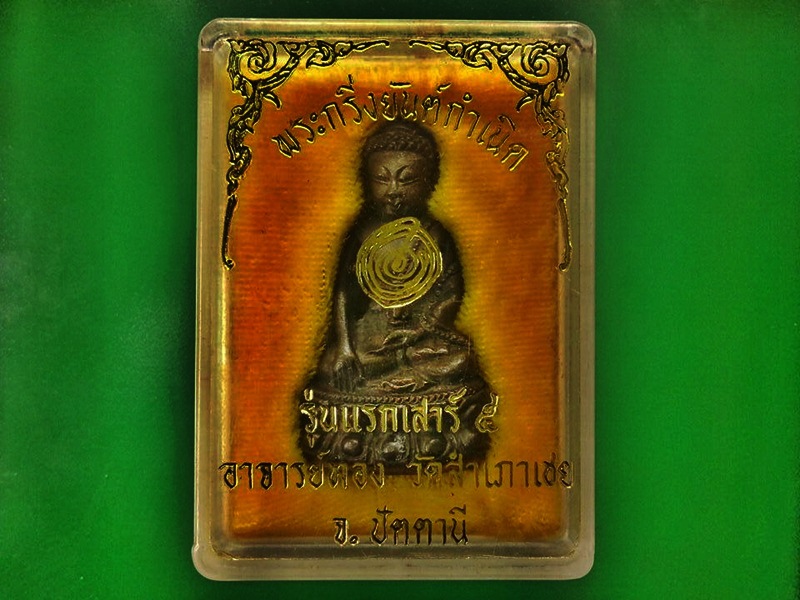 พระกริ่งยันต์กำเนิด
รุ่นแรกเสาร์ ๕
อาจารย์ทอง วัดสำเภาเชย
จ. ปัตตานี